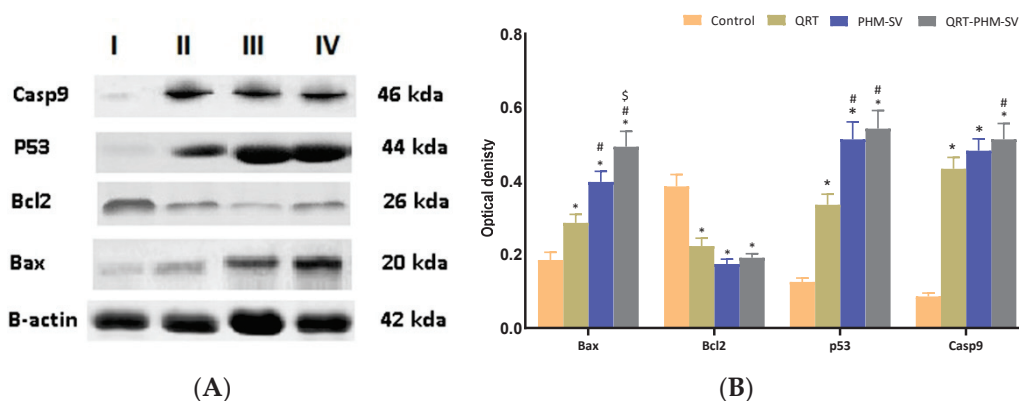 I II III IV
Casp9 46 kda
P53 44 kda
Bcl2 26 kda
Bax 20 kda
B-actin 42 kda
(A)
Control QRT PHM-SV QRT-PHM-SV
Optical denisty
0.8
0.6
0.4
0.2
0.0
*
# *
$ # *
*
*
*
*
# *
# *
*
*
# *
Bax Bcl2 p53 Casp9
(B)